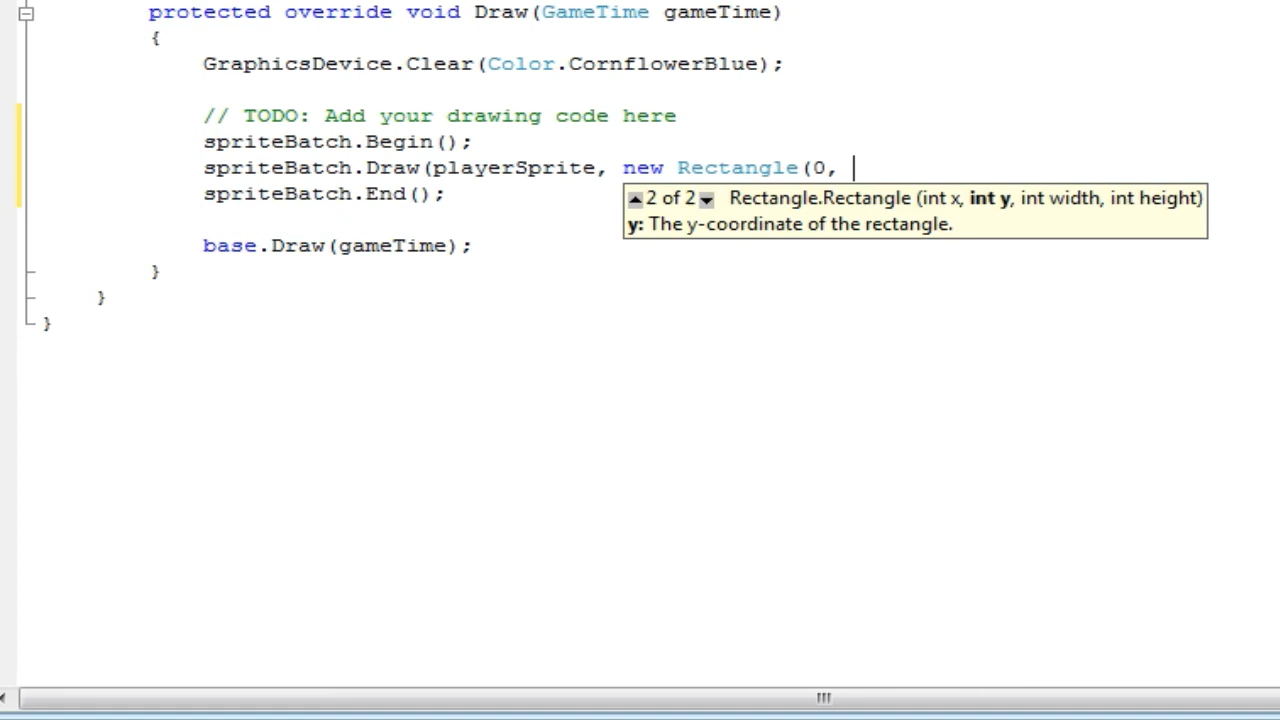 protected override void Draw(GameTime gameTime)
{
GraphicsDevice.Clear(Color.CornflowerBlue);
// TODO: Add your drawing code here
spriteBatch.Begin();
spriteBatch.Draw(playerSprite, new Rectangle(0,
spriteBatch.End();
2 of 2 Rectangle.Rectangle (int x, int y, int width, int height)
y: The y-coordinate of the rectangle.
base.Draw(gameTime);
}
}
}